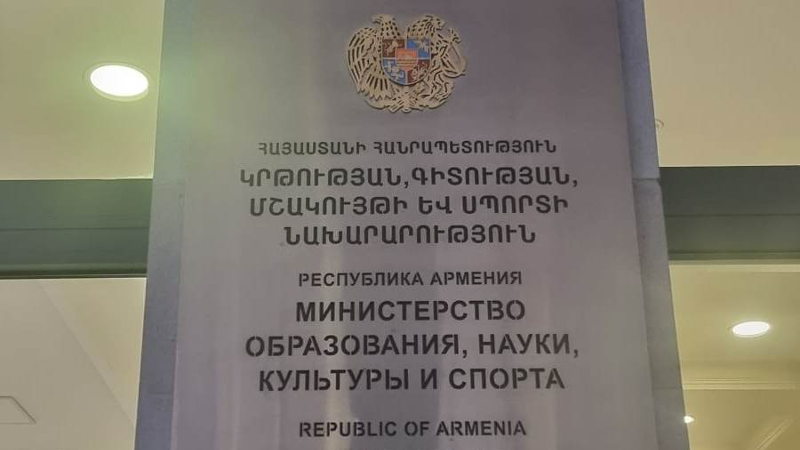 ՀԱՅԱՍՏԱՆԻ ՀԱՆՐԱՊԵՏՈՒԹՅՈՒՆ
ԿՐԹՈՒԹՅԱՆ, ԳԻՏՈՒԹՅԱՆ,
ՄՇԱԿՈՒՅԹԻ ԵՎ ՍՊՈՐՏԻ
ՆԱԽԱՐԱՐՈՒԹՅՈՒՆ
РЕСПУБЛИКА АРМЕНИЯ
МИНИСТЕРСТВО
ОБРАЗОВАНИЯ, НАУКИ,
КУЛЬТУРЫ И СПОРТА
REPUBLIC OF ARMENIA